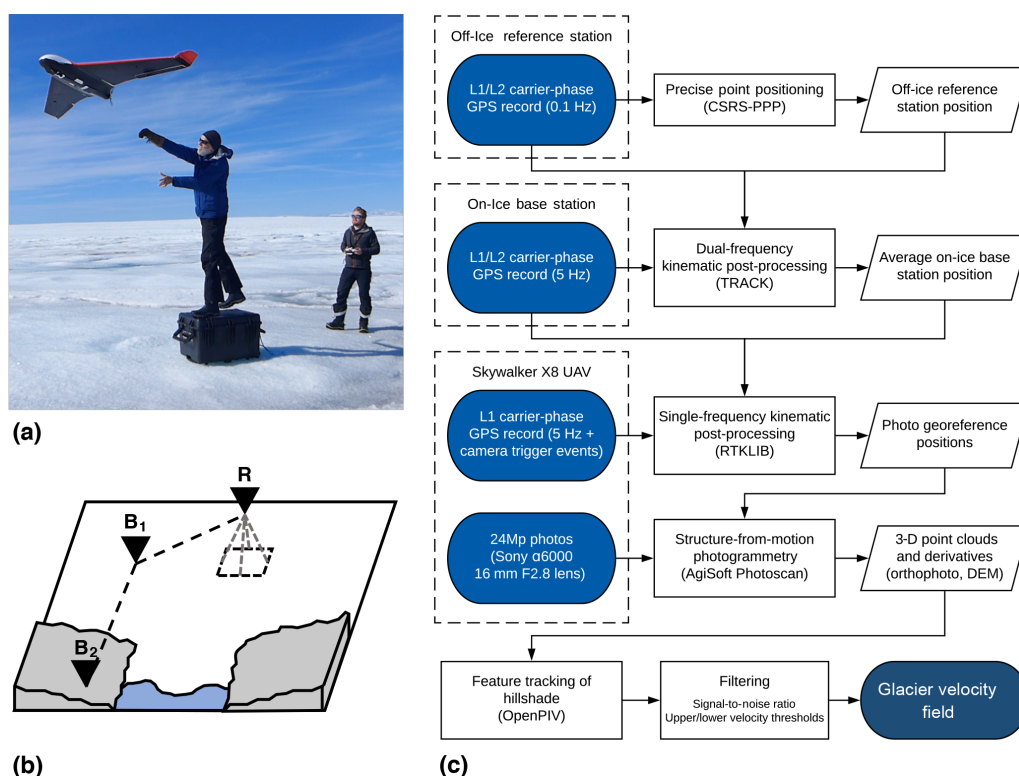 (a)
R
B1
B2
(b)
Off-Ice reference station
L1/L2 carrier-phase
GPS record (0.1 Hz)
Precise point positioning
(CSRS-PPP)
Off-ice reference
station position
On-Ice base station
L1/L2 carrier-phase
GPS record (5 Hz)
Dual-frequency
kinematic post-processing
(TRACK)
Average on-ice base
station position
Skywalker X8 UAV
L1 carrier-phase
GPS record (5 Hz +
camera trigger events)
Single-frequency kinematic
post-processing
(RTKLIB)
Photo georeference
positions
24Mp photos
(Sony α6000
16 mm F2.8 lens)
Structure-from-motion
photogrammetry
(AgiSoft Photoscan)
3-D point clouds
and derivatives
(orthophoto, DEM)
Feature tracking of
hillshade
(OpenPIV)
Filtering
Signal-to-noise ratio
Upper/lower velocity thresholds
Glacier velocity
field
(c)